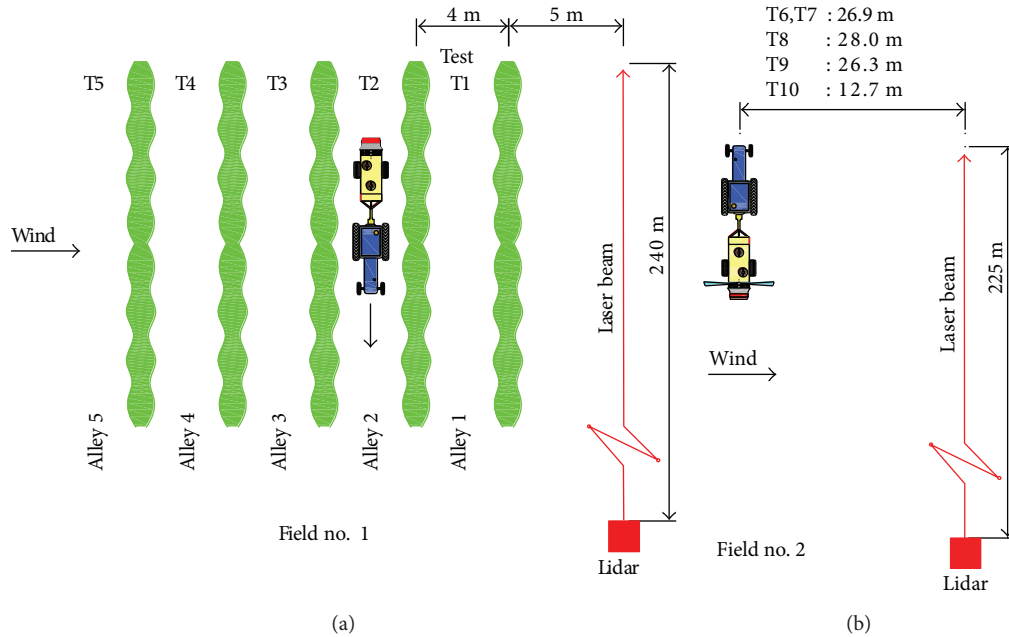 4 m
5 m
Test
T5
T4
T3
T2
T1
Wind
240 m
Laser beam
Alley 5
Alley 4
Alley 3
Alley 2
Alley 1
Field no. 1
Lidar
(a)
T6,T7 : 26.9 m
T8 : 28.0 m
T9 : 26.3 m
T10 : 12.7 m
225 m
Laser beam
Wind
Field no. 2
Lidar
(b)